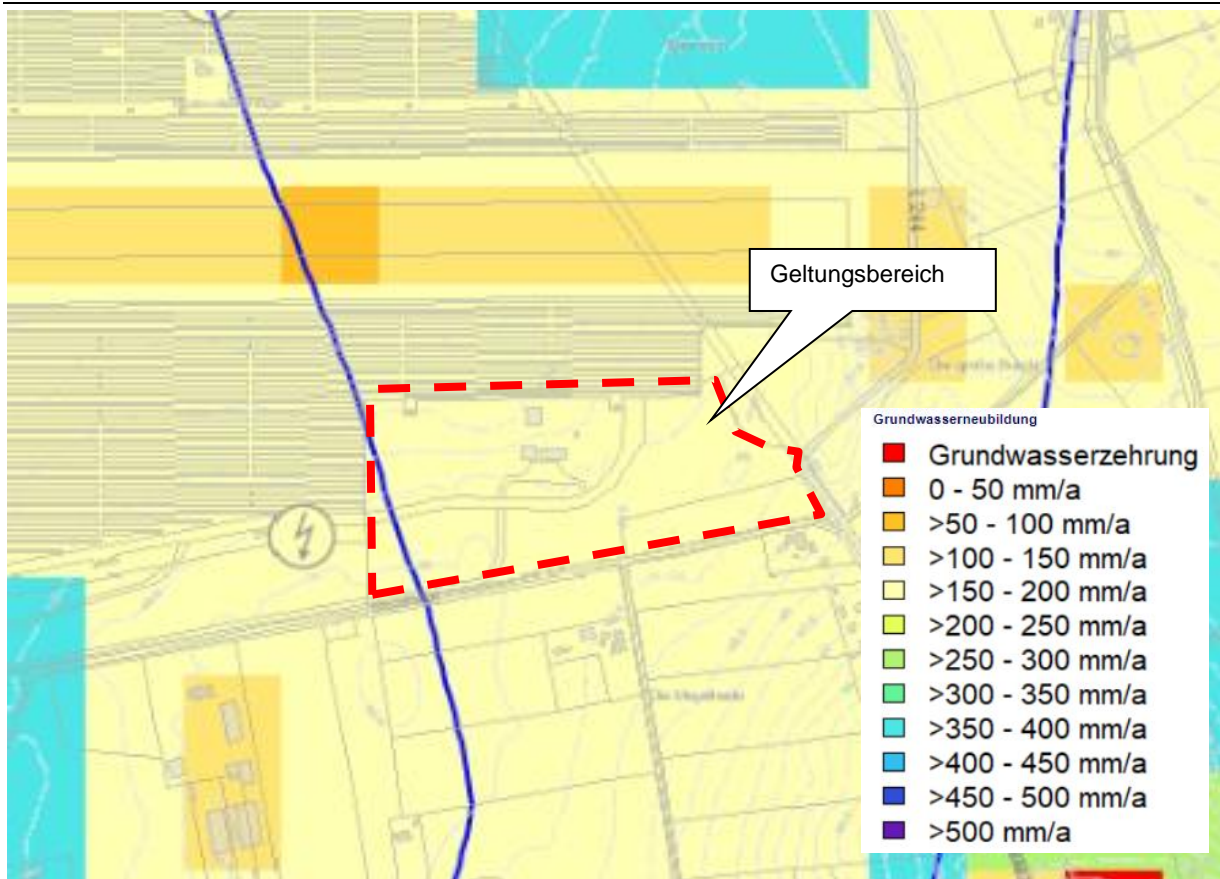 Geltungsbereich
Grundwasserneubildung
Grundwasserzehrung
0 - 50 mm/a
>50 - 100 mm/a
>100 - 150 mm/a
>150 - 200 mm/a
>200 - 250 mm/a
>250 - 300 mm/a
>300 - 350 mm/a
>350 - 400 mm/a
>400 - 450 mm/a
>450 - 500 mm/a
>500 mm/a